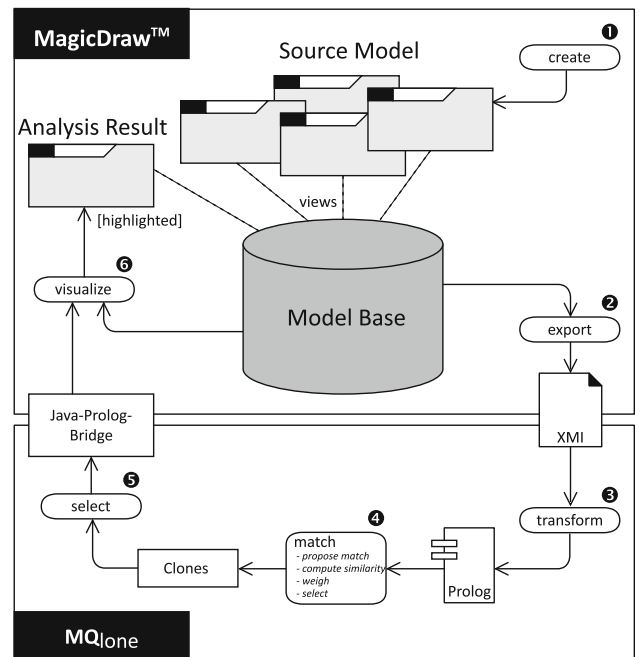 MagicDraw™
Source Model
❶
create
Analysis Result
[highlighted]
views
❻
visualize
Model Base
❷
export
Java-Prolog-
Bridge
XMI
❺
select
❸
transform
❹
match
- propose match
- compute similarity
- weigh
- select
Clones
Prolog
MQlone